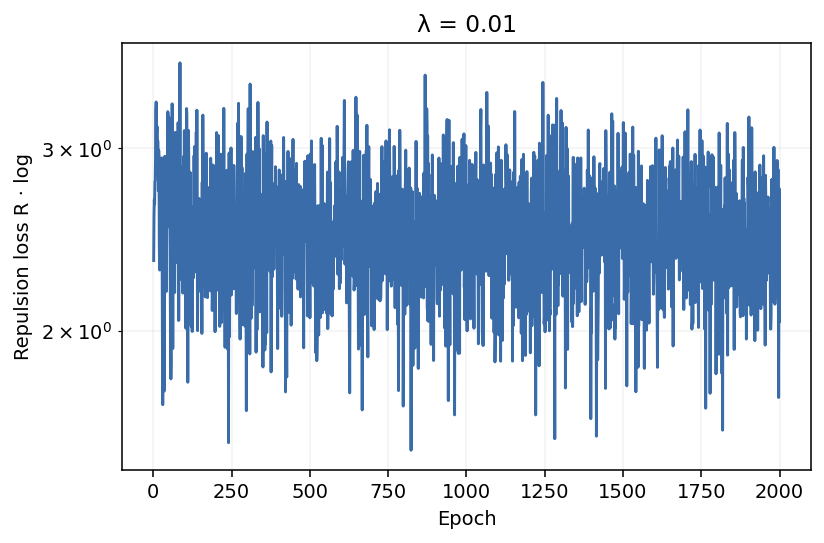 λ = 0.01
Repulsion loss R · log
3 × 10⁰
2 × 10⁰
0 250 500 750 1000 1250 1500 1750 2000
Epoch